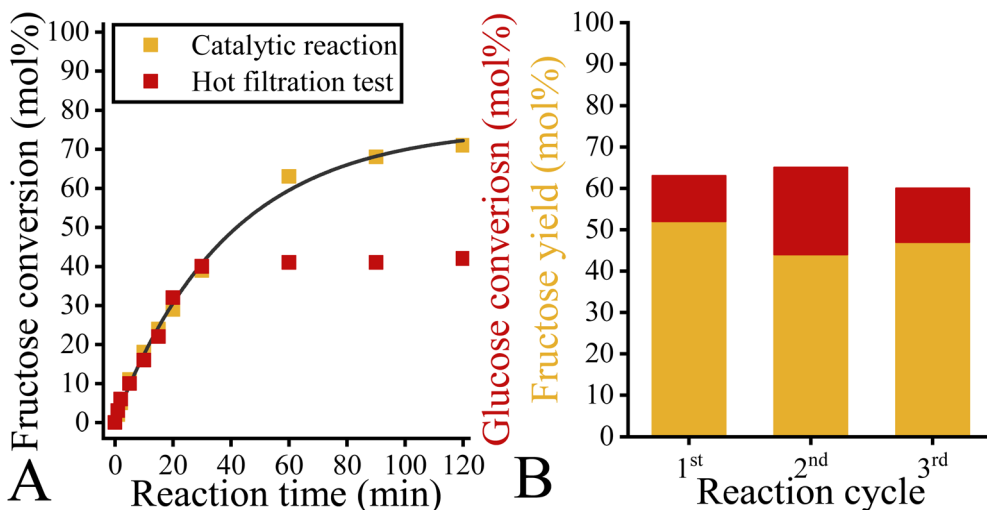 Fructose conversion (mol%)
100
90
80
70
60
50
40
30
20
10
0
Catalytic reaction
Hot filtration test
0
20
40
60
80
100
120
Reaction time (min)
A
Glucose converiosn (mol%)
Fructose yield (mol%)
100
90
80
70
60
50
40
30
20
10
0
1st
2nd
3rd
Reaction cycle
B